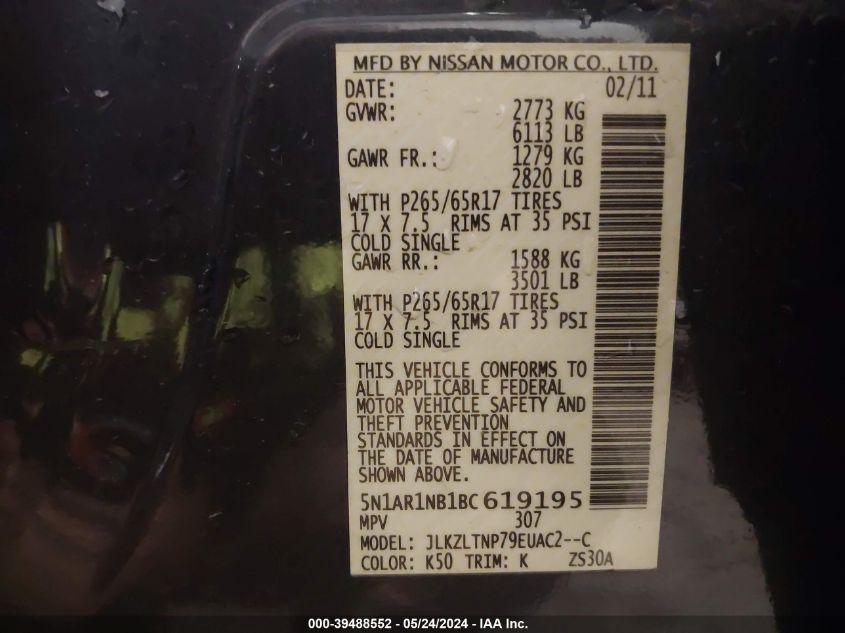 MFD BY NISSAN MOTOR CO., LTD.
DATE: 02/11
GVWR: 2773 KG
6113 LB
GAWR FR.: 1279 KG
2820 LB
WITH P265/65R17 TIRES
17 X 7.5 RIMS AT 35 PSI
COLD SINGLE
GAWR RR.: 1588 KG
3501 LB
WITH P265/65R17 TIRES
17 X 7.5 RIMS AT 35 PSI
COLD SINGLE
THIS VEHICLE CONFORMS TO
ALL APPLICABLE FEDERAL
MOTOR VEHICLE SAFETY AND
THEFT PREVENTION
STANDARDS IN EFFECT ON
THE DATE OF MANUFACTURE
SHOWN ABOVE.
5N1AR1NB1BC619195
MPV 307
MODEL: JLKZLTNP79EUAC2--C
COLOR: K50 TRIM: K ZS30A
000-39488552 - 05/24/2024 - IAA Inc.